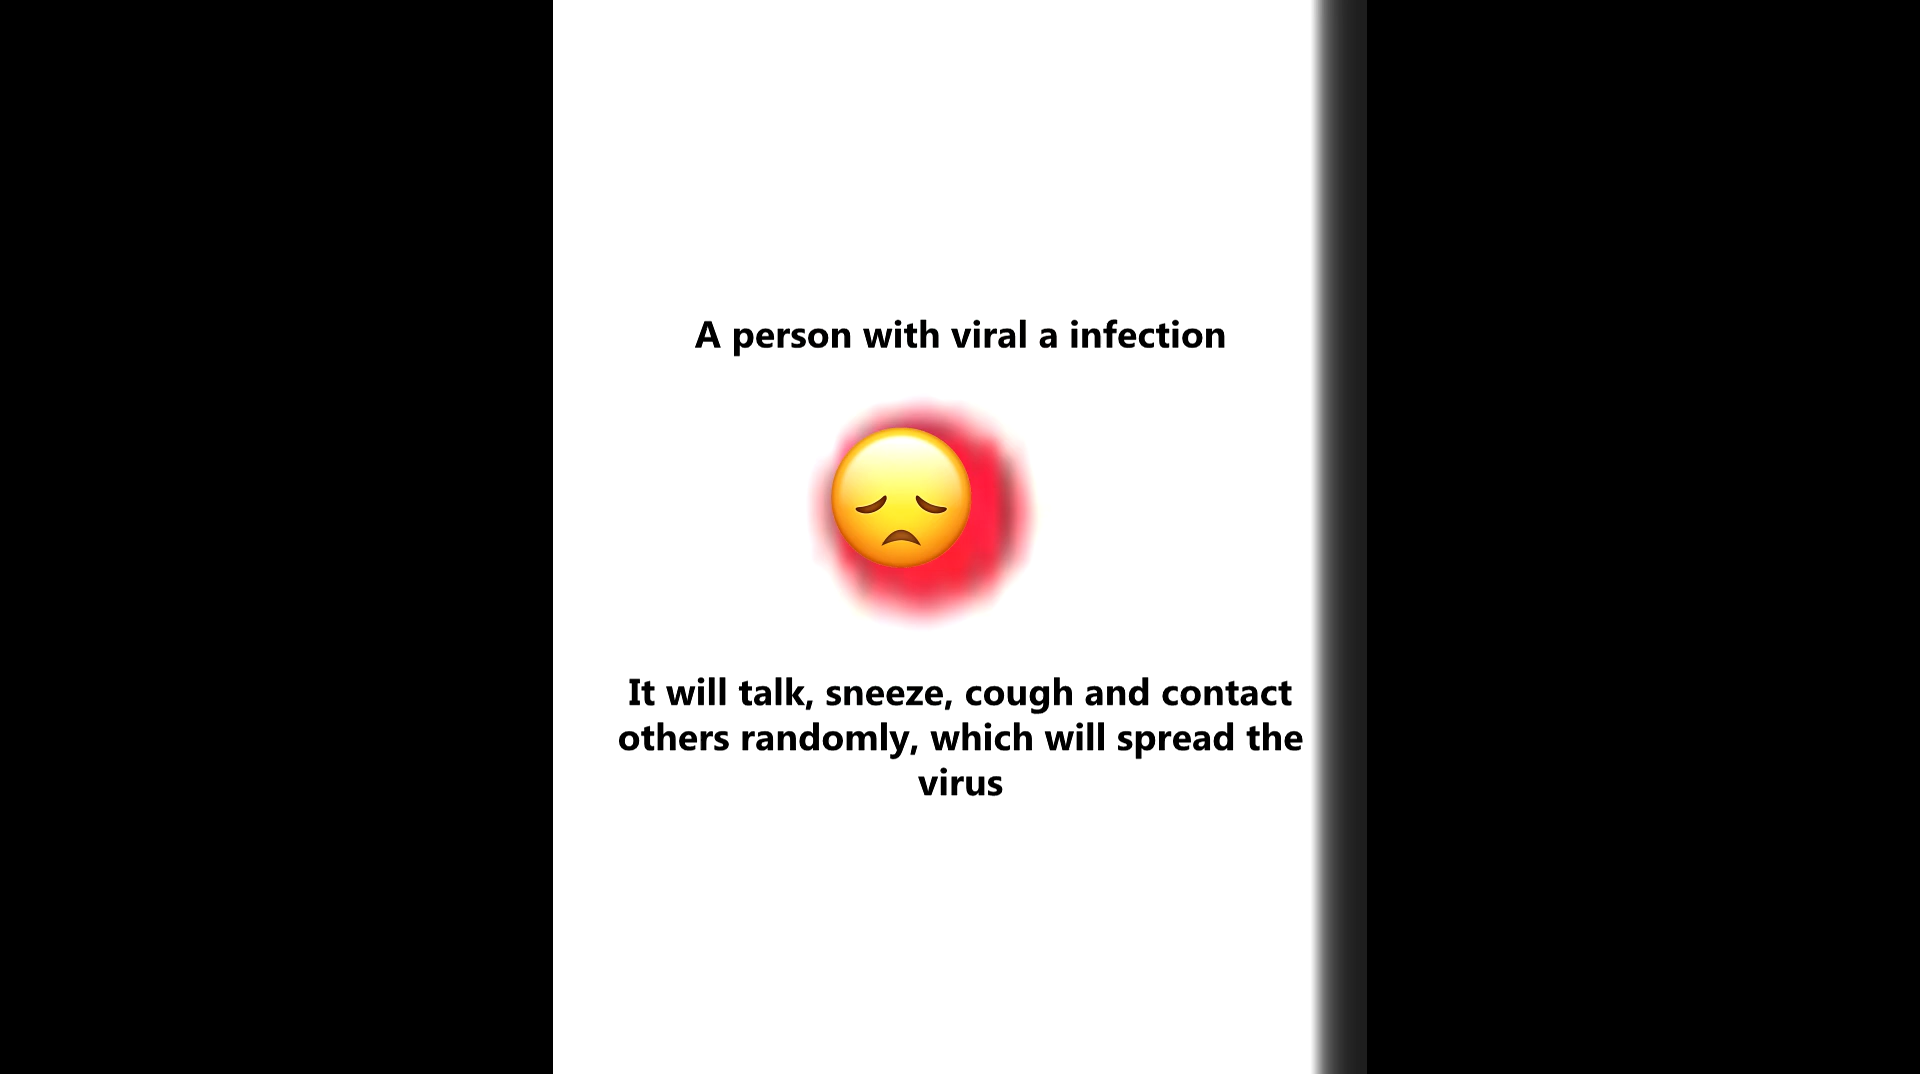 A person with viral a infection
It will talk, sneeze, cough and contact
others randomly, which will spread the
virus